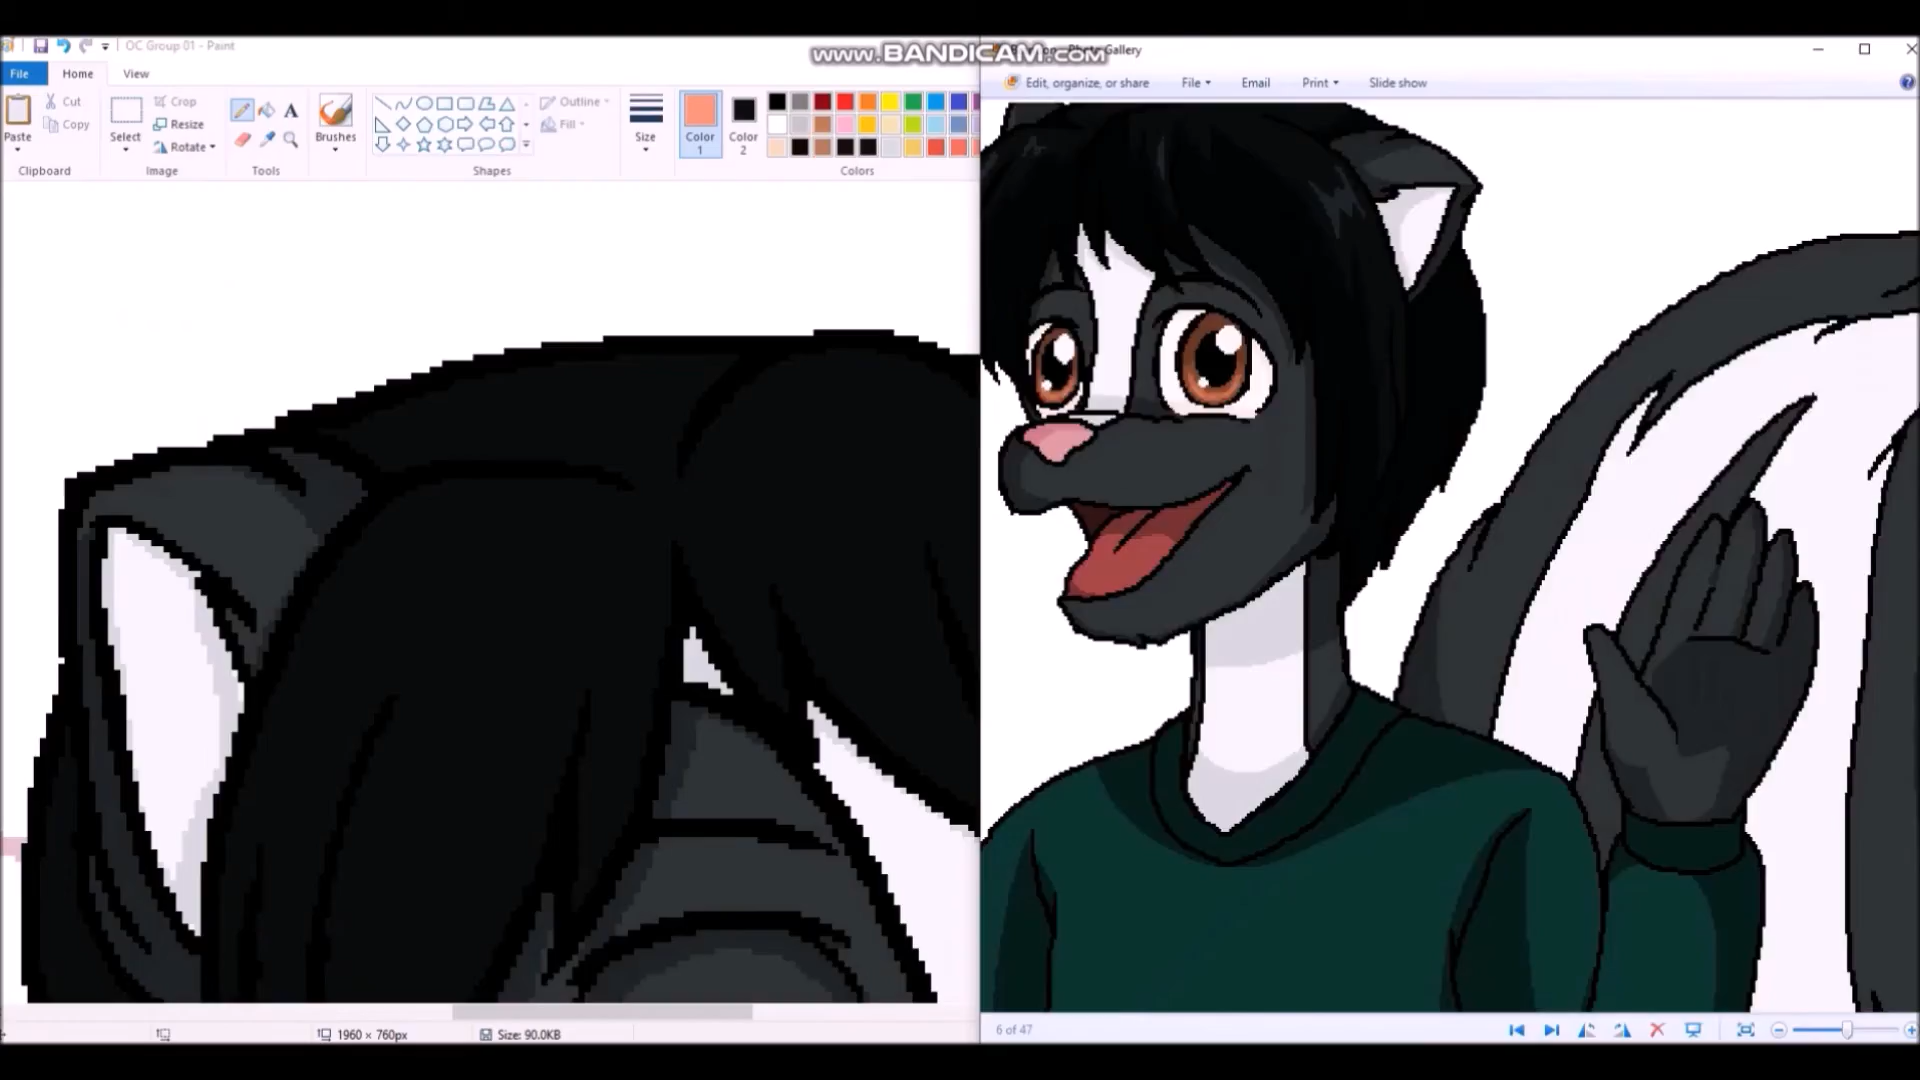 OC Group 01 - Paint
www.BANDICAM.com
Photo Gallery
File
Home
View
Edit, organize, or share
File
Email
Print
Slide show
Paste
Cut
Copy
Select
Crop
Resize
Rotate
A
Brushes
Outline
Fill
Size
Color 1
Color 2
Clipboard
Image
Tools
Shapes
Colors
1960 × 760px
Size: 90.0KB
6 of 47